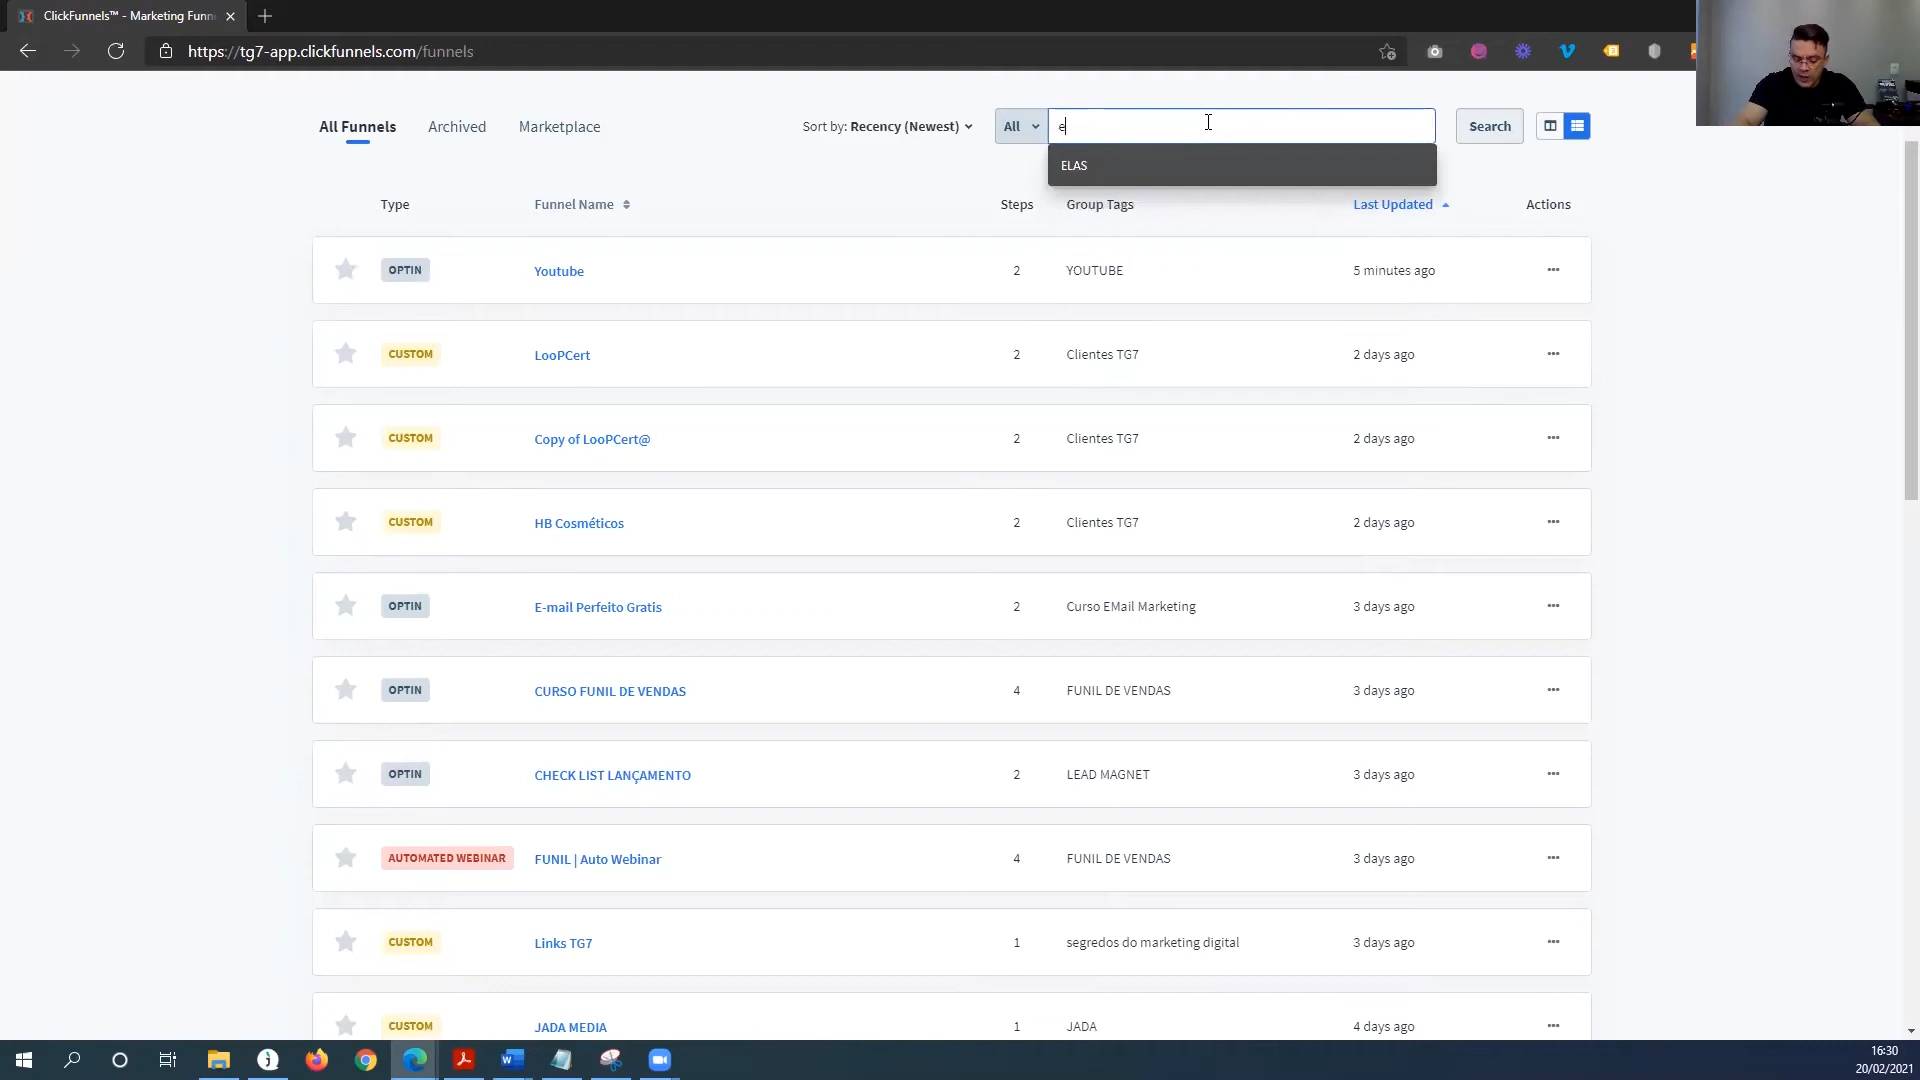 ClickFunnels™ - Marketing Funn
https://tg7-app.clickfunnels.com/funnels
All Funnels Archived Marketplace Sort by: Recency (Newest) All e Search
ELAS
Type Funnel Name Steps Group Tags Last Updated Actions
OPTIN Youtube 2 YOUTUBE 5 minutes ago
CUSTOM LooPCert 2 Clientes TG7 2 days ago
CUSTOM Copy of LooPCert@ 2 Clientes TG7 2 days ago
CUSTOM HB Cosméticos 2 Clientes TG7 2 days ago
OPTIN E-mail Perfeito Gratis 2 Curso EMail Marketing 3 days ago
OPTIN CURSO FUNIL DE VENDAS 4 FUNIL DE VENDAS 3 days ago
OPTIN CHECK LIST LANÇAMENTO 2 LEAD MAGNET 3 days ago
AUTOMATED WEBINAR FUNIL | Auto Webinar 4 FUNIL DE VENDAS 3 days ago
CUSTOM Links TG7 1 segredos do marketing digital 3 days ago
CUSTOM JADA MEDIA 1 JADA 4 days ago
16:30
20/02/2021